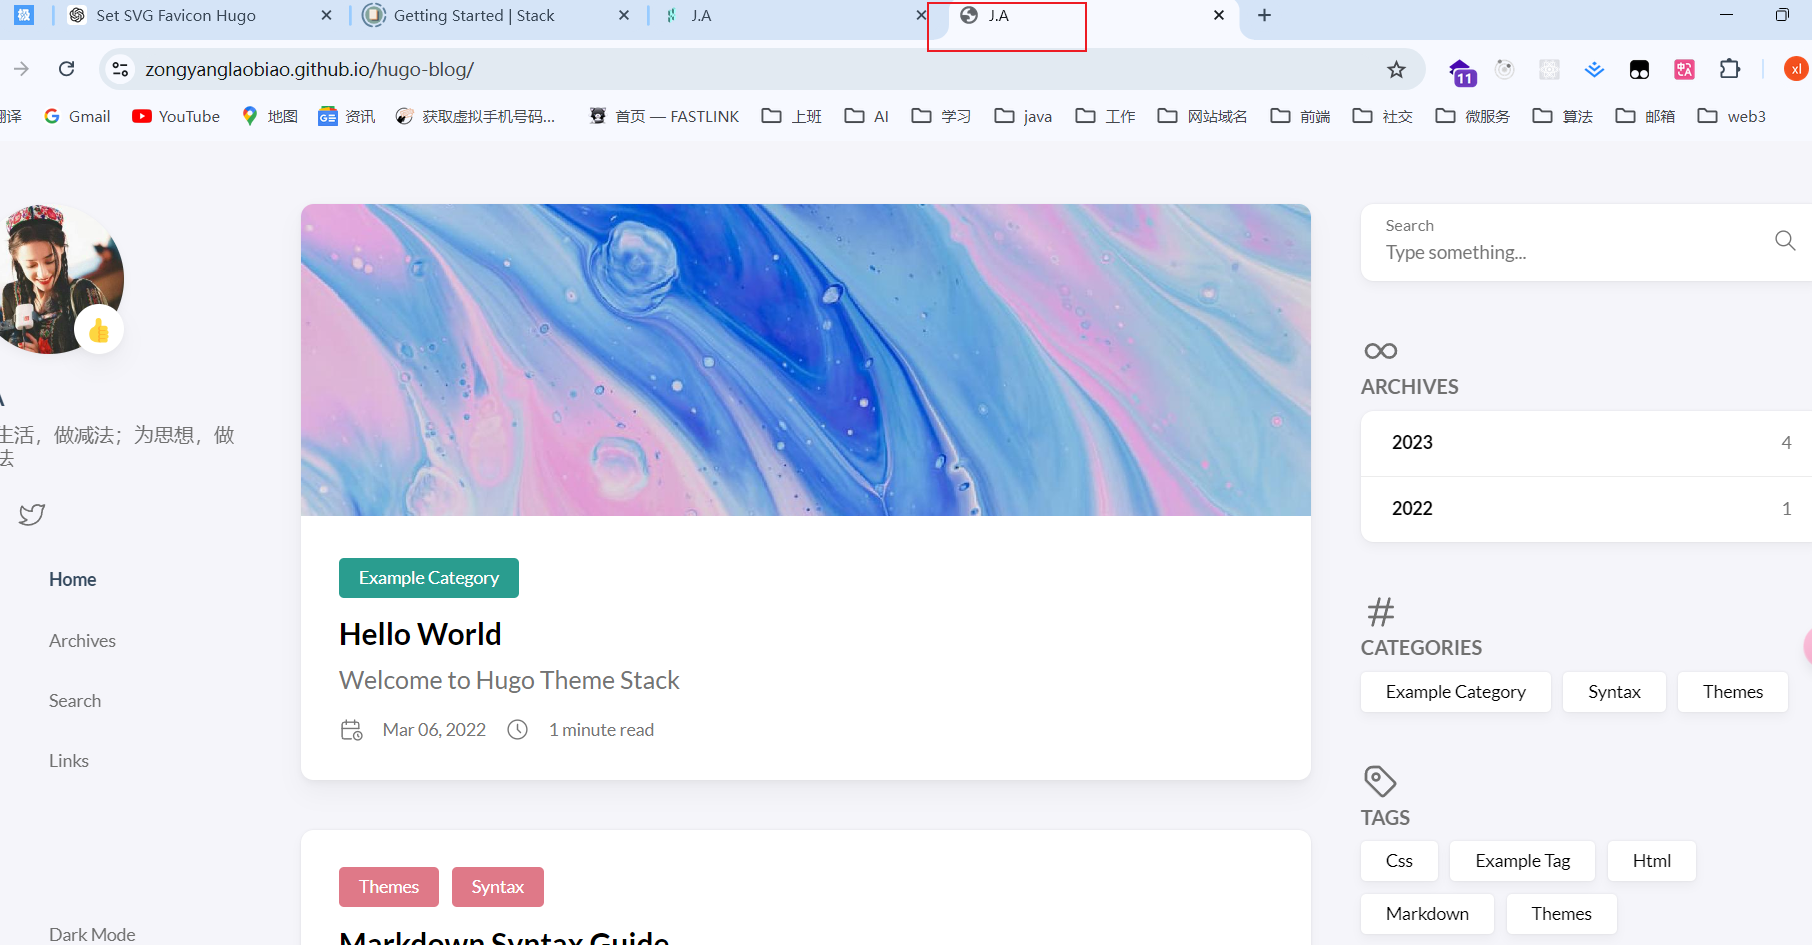 极 Set SVG Favicon Hugo Getting Started | Stack J.A J.A
zongyanglaobiao.github.io/hugo-blog/ 11 xl
翻译 Gmail YouTube 地图 资讯 获取虚拟手机号码... 首页 — FASTLINK 上班 AI 学习 java 工作 网站域名 前端 社交 微服务 算法 邮箱 web3
Search
Type something...
ARCHIVES
2023 4
2022 1
生活，做减法；为思想，做
法
Home
Archives
Search
Links
Dark Mode
Example Category
Hello World
Welcome to Hugo Theme Stack
Mar 06, 2022 1 minute read
Themes Syntax
Markdown Syntax Guide
CATEGORIES
Example Category Syntax Themes
TAGS
Css Example Tag Html
Markdown Themes